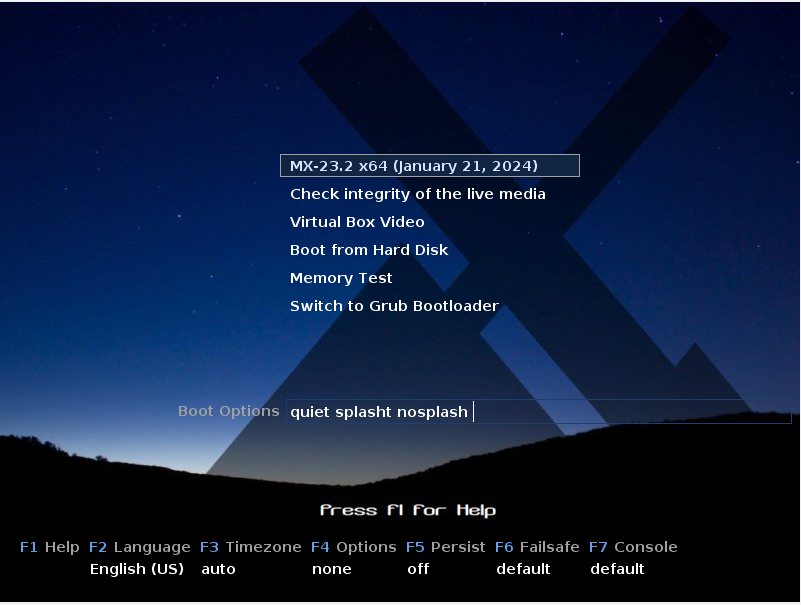 MX-23.2 x64 (January 21, 2024)
Check integrity of the live media
Virtual Box Video
Boot from Hard Disk
Memory Test
Switch to Grub Bootloader
Boot Options quiet splasht nosplash
Press F1 for Help
F1 Help F2 Language F3 Timezone F4 Options F5 Persist F6 Failsafe F7 Console
English (US) auto none off default default